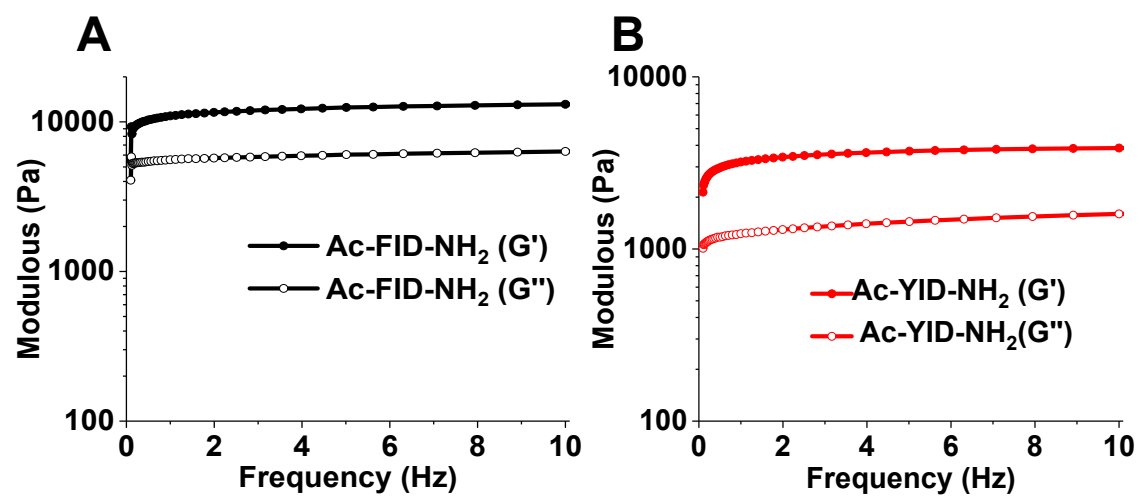 A
Modulous (Pa)
10000
1000
100
Ac-FID-NH2 (G')
Ac-FID-NH2 (G'')
0 2 4 6 8 10
Frequency (Hz)
B
Modulous (Pa)
10000
1000
100
Ac-YID-NH2 (G')
Ac-YID-NH2(G'')
0 2 4 6 8 10
Frequency (Hz)